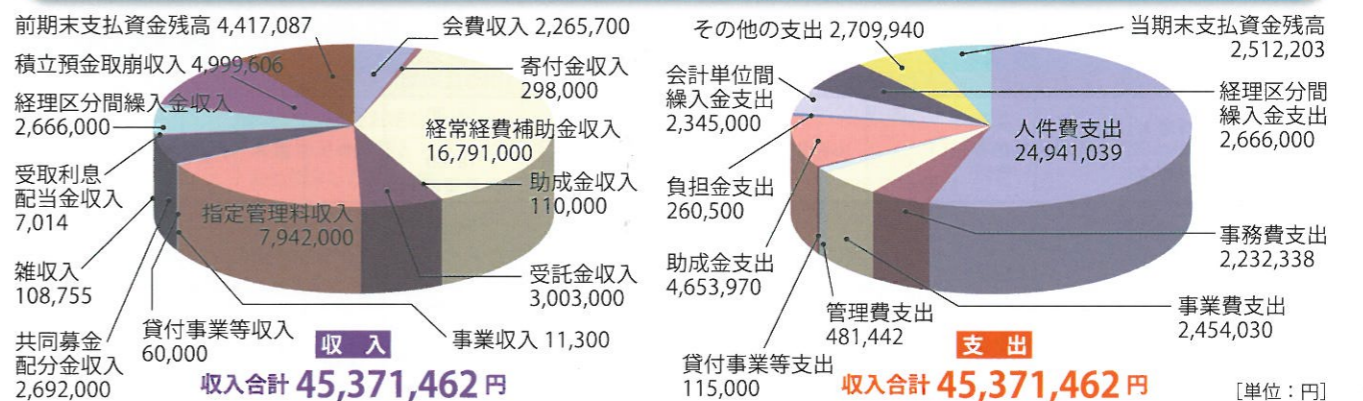 前期末支払資金残高 4,417,087
会費収入 2,265,700
積立預金取崩収入 4,999,606
寄付金収入
298,000
経理区分間繰入金収入
2,666,000
経常経費補助金収入
16,791,000
受取利息
配当金収入
7,014
助成金収入
110,000
指定管理料収入
7,942,000
雑収入
108,755
受託金収入
3,003,000
共同募金
配分金収入
2,692,000
貸付事業等収入
60,000
事業収入 11,300
収 入
収入合計 45,371,462 円
その他の支出 2,709,940
当期末支払資金残高
2,512,203
会計単位間
繰入金支出
2,345,000
経理区分間
繰入金支出
2,666,000
人件費支出
24,941,039
負担金支出
260,500
事務費支出
2,232,338
助成金支出
4,653,970
管理費支出
481,442
事業費支出
2,454,030
貸付事業等支出
115,000
支 出
収入合計 45,371,462 円
［単位：円］